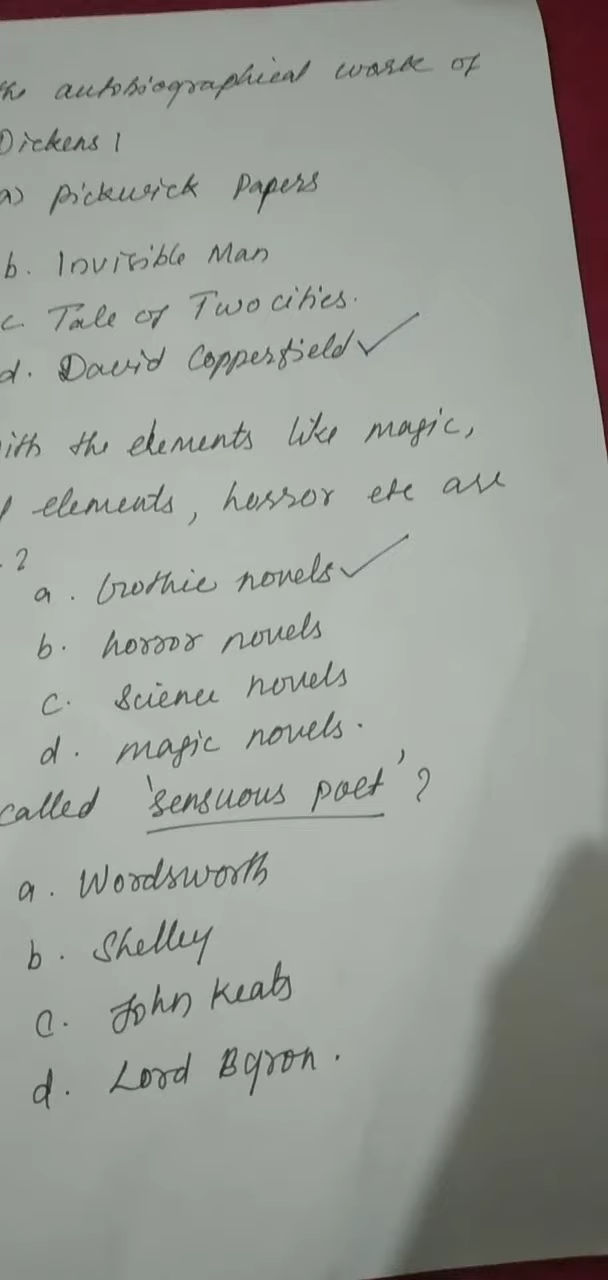 the autobiographical work of
Dickens
a) Pickwick Papers
b. Invisible Man
c. Tale of Two cities.
d. David Copperfield ✓
ith the elements like magic,
elements, horror etc are
?
a. Gothic novels ✓
b. horror novels
c. Science novels
d. magic novels.
called 'Sensuous poet'?
a. Wordsworth
b. Shelley
c. John Keats
d. Lord Byron.